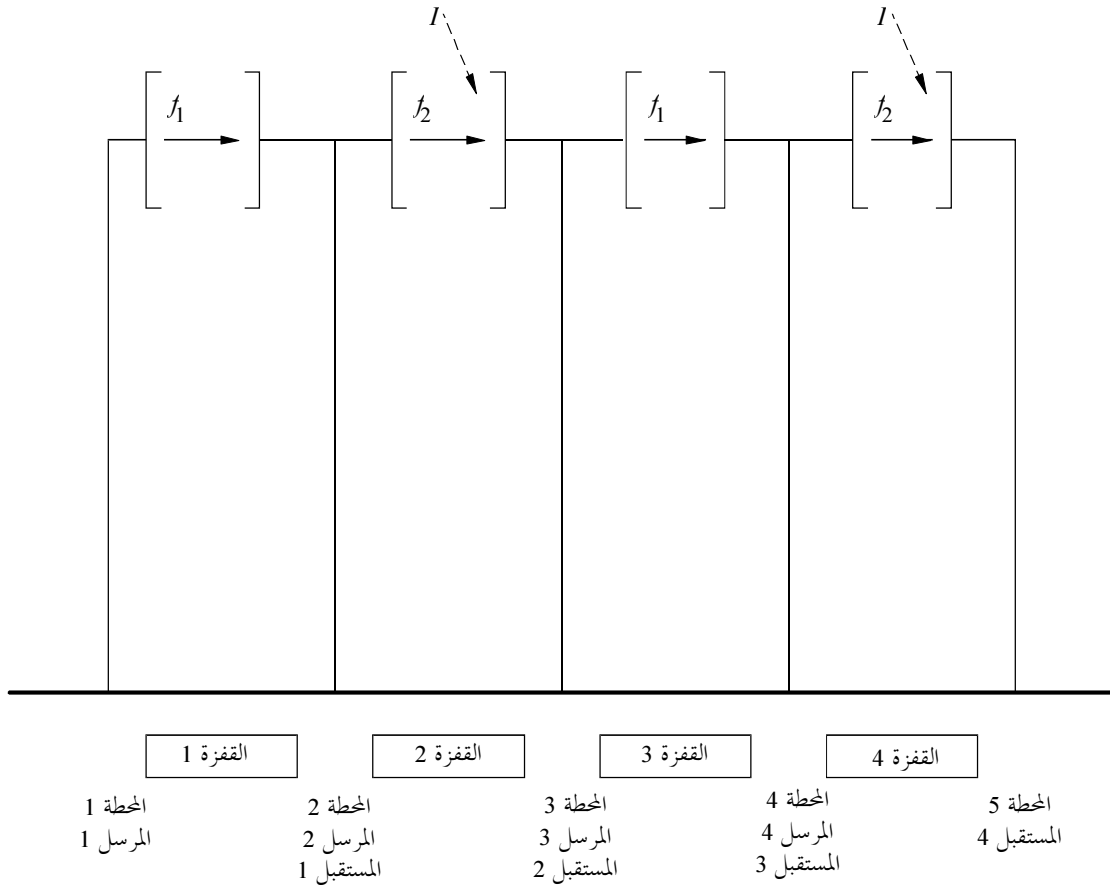 I
I
f1
f2
f1
f2
القفزة 1
القفزة 2
القفزة 3
القفزة 4
المحطة 1
المرسل 1
المحطة 2
المرسل 2
المستقبل 1
المحطة 3
المرسل 3
المستقبل 2
المحطة 4
المرسل 4
المستقبل 3
المحطة 5
المستقبل 4